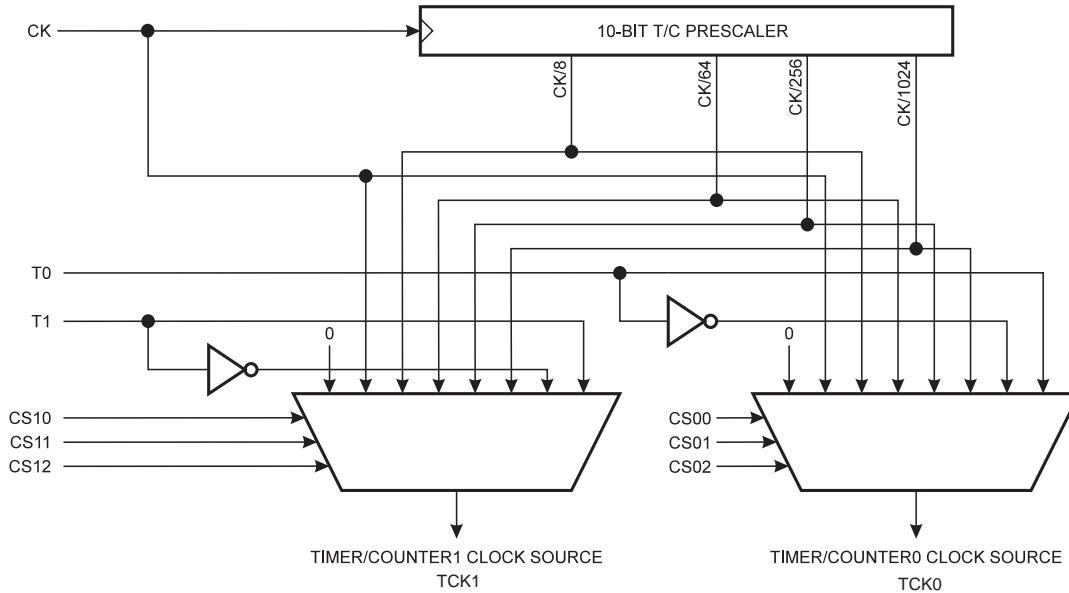 CK
10-BIT T/C PRESCALER
CK/8
CK/64
CK/256
CK/1024
T0
T1
0
0
CS10
CS11
CS12
CS00
CS01
CS02
TIMER/COUNTER1 CLOCK SOURCE
TCK1
TIMER/COUNTER0 CLOCK SOURCE
TCK0